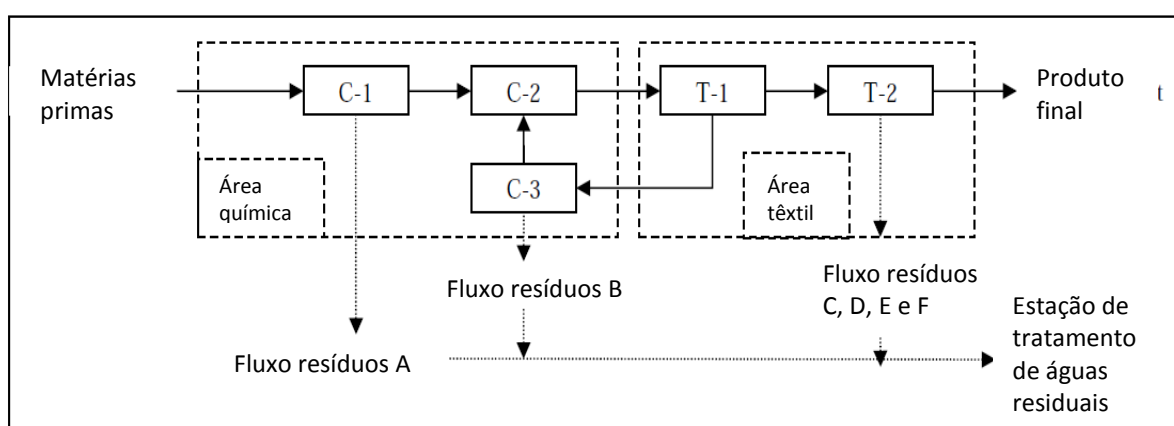 Matérias
primas
C-1
C-2
T-1
T-2
Produto
final
t
Área
química
C-3
Área
têxtil
Fluxo resíduos B
Fluxo resíduos
C, D, E e F
Fluxo resíduos A
Estação de
tratamento
de águas
residuais